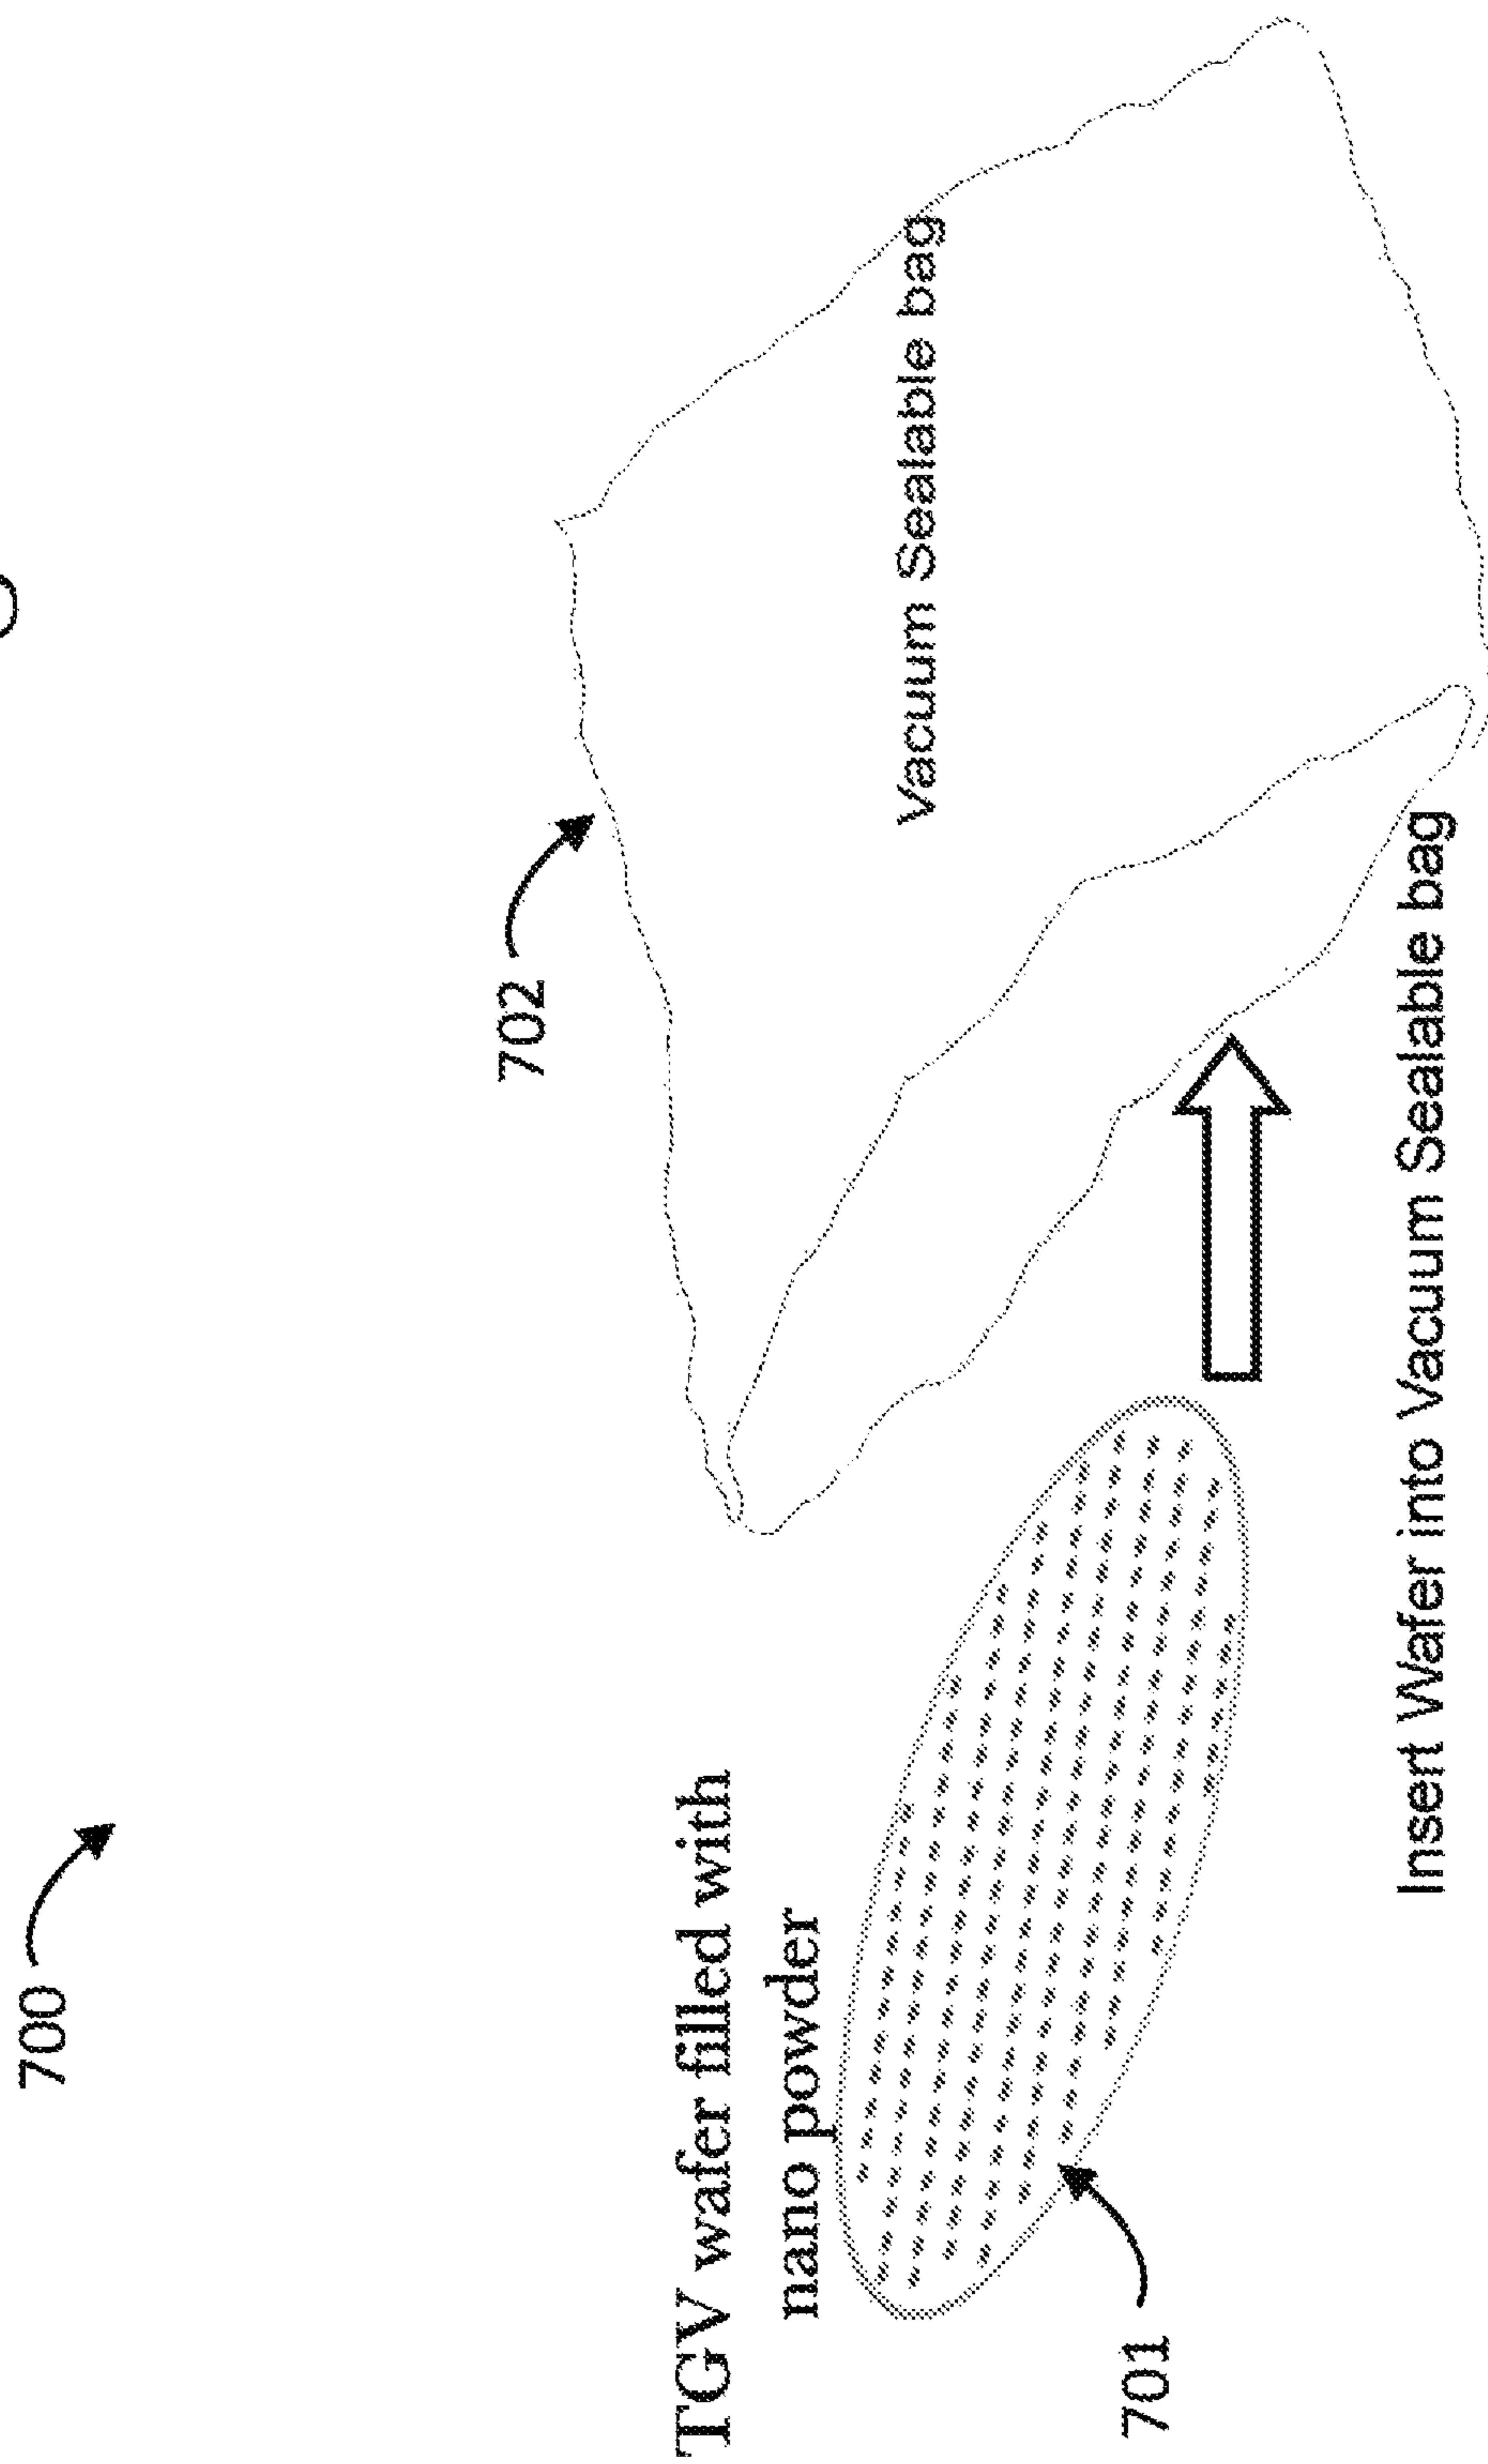 700
702
TGV wafer filled with
nano powder
Vacuum Sealable bag
701
Insert Wafer into Vacuum Sealable bag